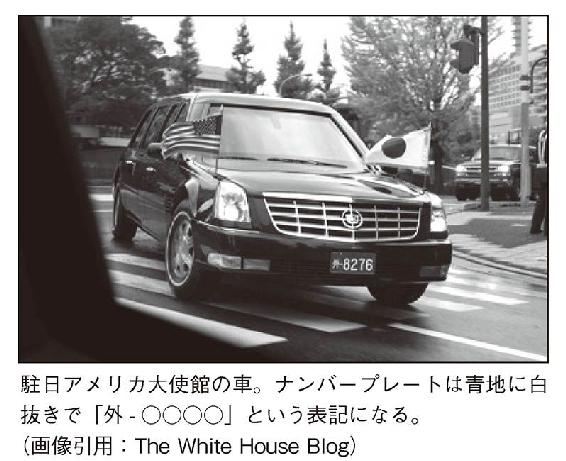 外-8276
駐日アメリカ大使館の車。ナンバープレートは青地に白
抜きで「外 - ○○○○」という表記になる。
(画像引用：The White House Blog)